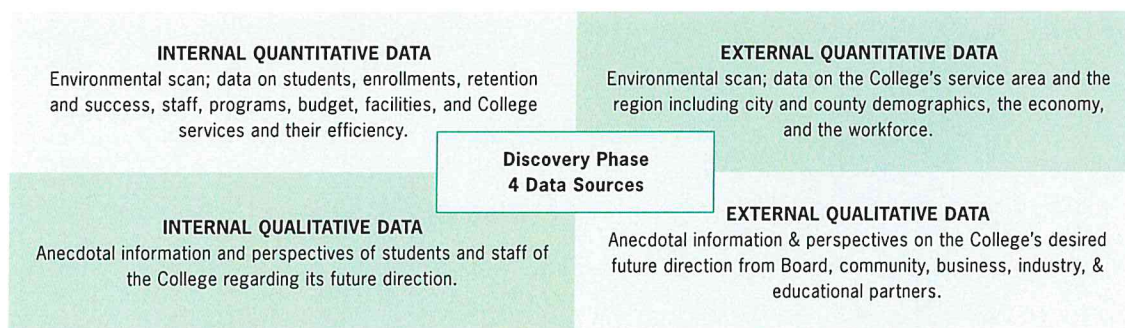 INTERNAL QUANTITATIVE DATA
Environmental scan; data on students, enrollments, retention
and success, staff, programs, budget, facilities, and College
services and their efficiency.
EXTERNAL QUANTITATIVE DATA
Environmental scan; data on the College's service area and the
region including city and county demographics, the economy,
and the workforce.
Discovery Phase
4 Data Sources
INTERNAL QUALITATIVE DATA
Anecdotal information and perspectives of students and staff of
the College regarding its future direction.
EXTERNAL QUALITATIVE DATA
Anecdotal information & perspectives on the College's desired
future direction from Board, community, business, industry, &
educational partners.